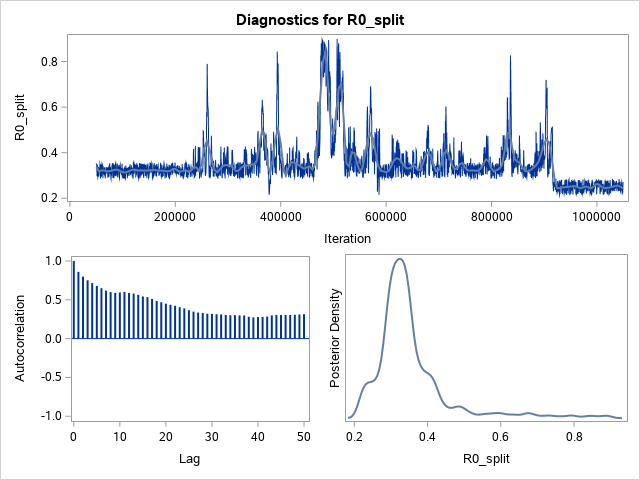 Diagnostics for R0_split
R0_split
0.8
0.6
0.4
0.2
0 200000 400000 600000 800000 1000000
Iteration
Autocorrelation
1.0
0.5
0.0
-0.5
-1.0
0 10 20 30 40 50
Lag
Posterior Density
0.2 0.4 0.6 0.8
R0_split